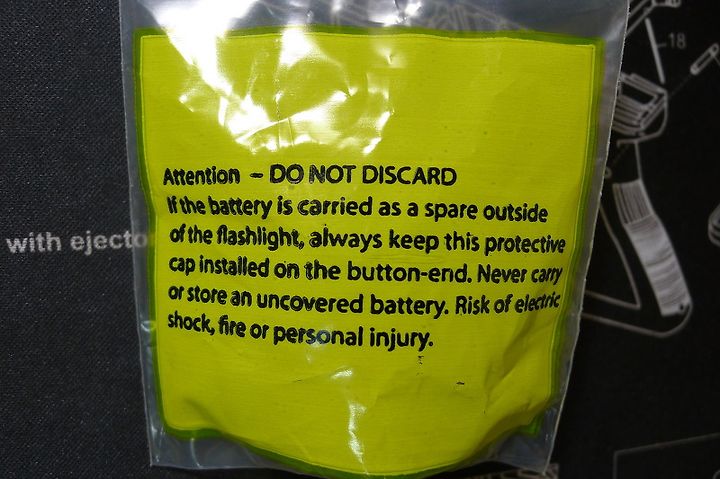 Attention - DO NOT DISCARD
If the battery is carried as a spare outside
of the flashlight, always keep this protective
cap installed on the button-end. Never carry
or store an uncovered battery. Risk of electric
shock, fire or personal injury.
with ejecto
18